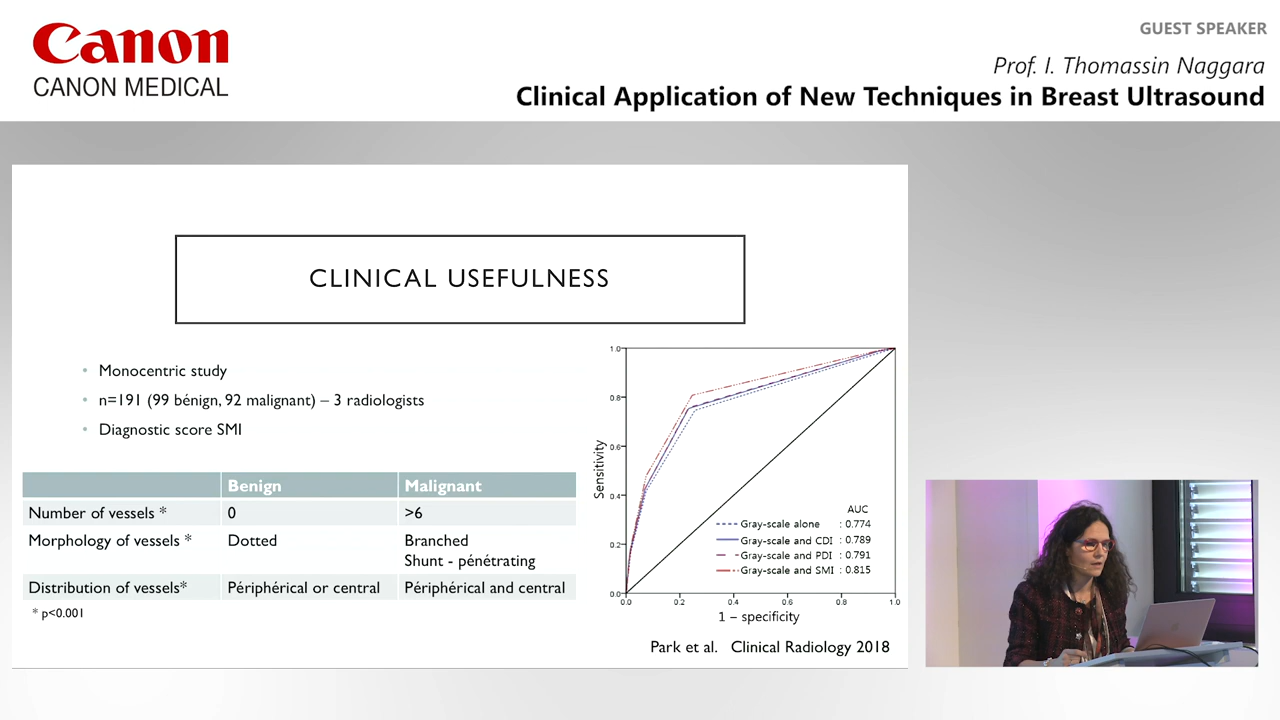 Canon
CANON MEDICAL
GUEST SPEAKER
Prof. I. Thomassin Naggara
Clinical Application of New Techniques in Breast Ultrasound
CLINICAL USEFULNESS
• Monocentric study
• n=191 (99 bénign, 92 malignant) – 3 radiologists
• Diagnostic score SMI
Benign Malignant
Number of vessels * 0 >6
Morphology of vessels * Dotted Branched
Shunt - pénétrating
Distribution of vessels* Périphérical or central Périphérical and central
* p<0.001
1.0
0.8
0.6
0.4
0.2
0.0
Sensitivity
AUC
Gray-scale alone : 0.774
Gray-scale and CDI : 0.789
Gray-scale and PDI : 0.791
Gray-scale and SMI : 0.815
0.0 0.2 0.4 0.6 0.8 1.0
1 – specificity
Park et al. Clinical Radiology 2018